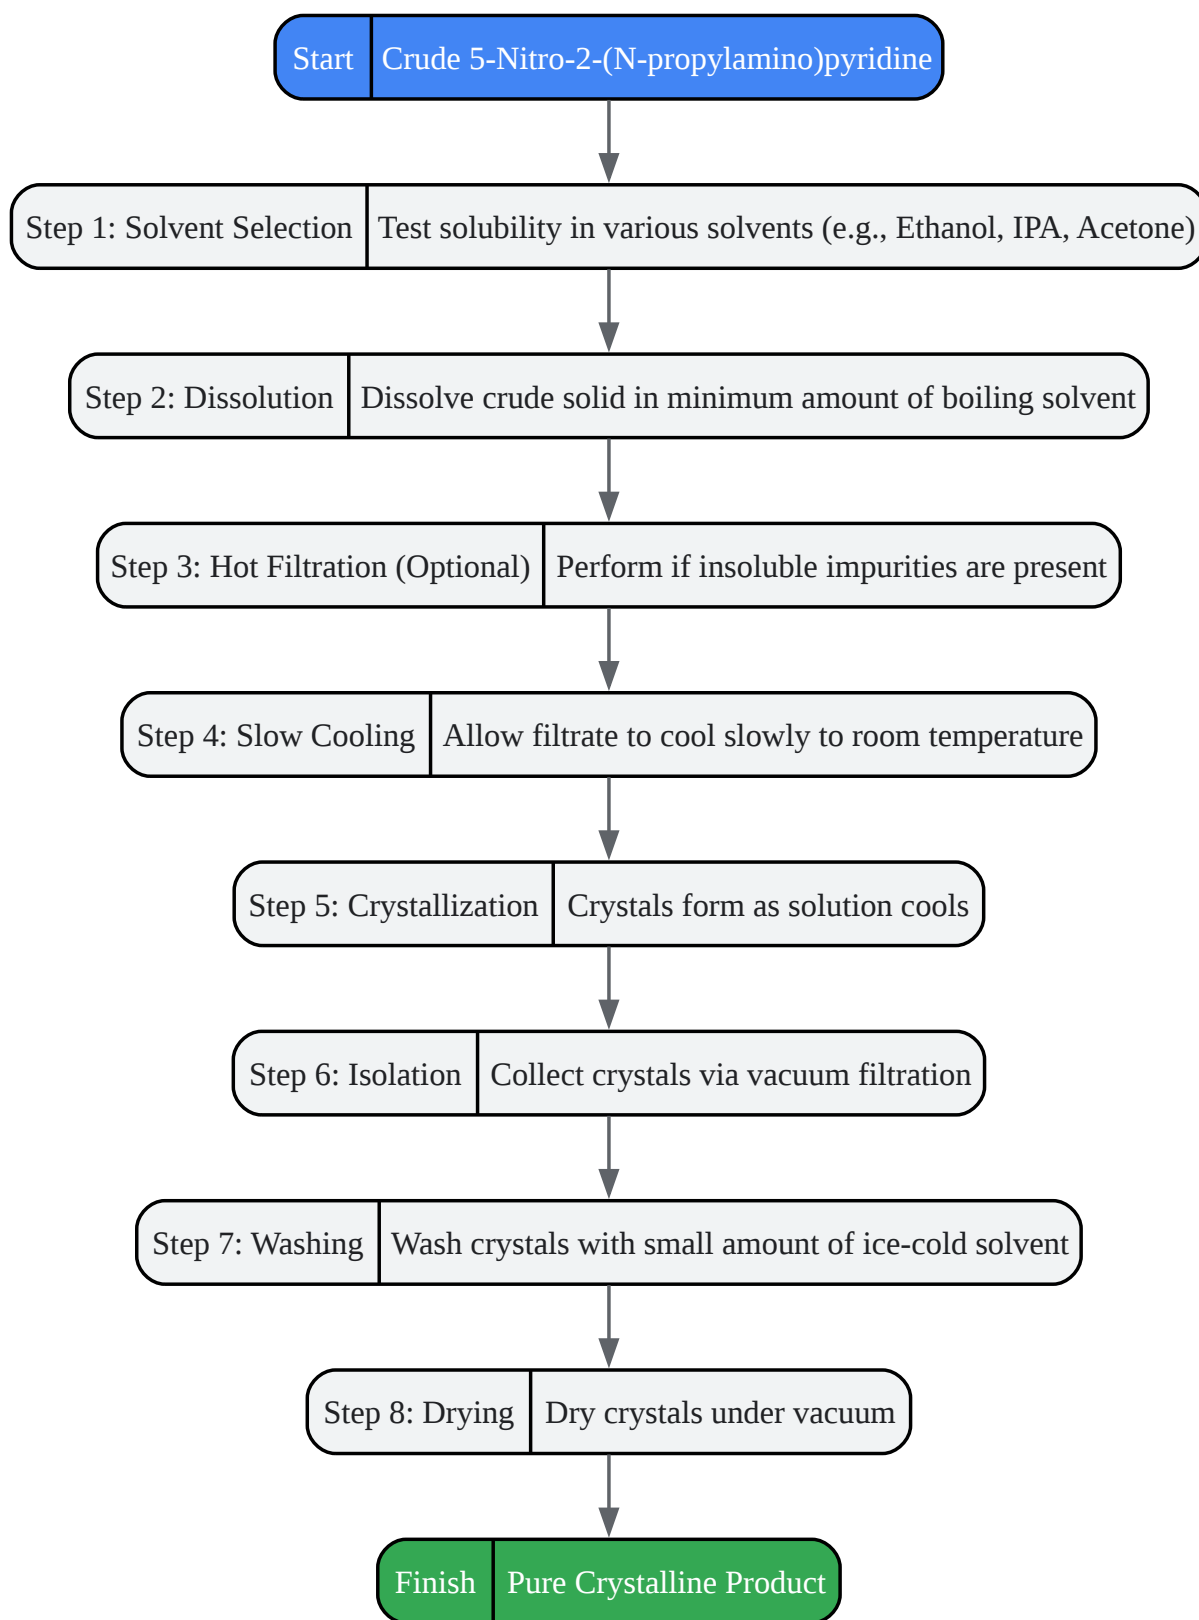 Start Crude 5-Nitro-2-(N-propylamino)pyridine
Step 1: Solvent Selection Test solubility in various solvents (e.g., Ethanol, IPA, Acetone)
Step 2: Dissolution Dissolve crude solid in minimum amount of boiling solvent
Step 3: Hot Filtration (Optional) Perform if insoluble impurities are present
Step 4: Slow Cooling Allow filtrate to cool slowly to room temperature
Step 5: Crystallization Crystals form as solution cools
Step 6: Isolation Collect crystals via vacuum filtration
Step 7: Washing Wash crystals with small amount of ice-cold solvent
Step 8: Drying Dry crystals under vacuum
Finish Pure Crystalline Product